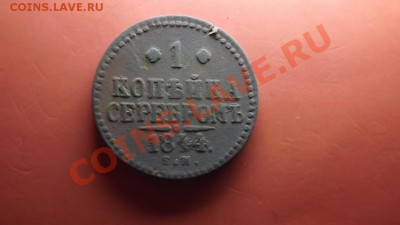 COINS.LAVE.RU
◆ 1 ◆
КОПѢЙКА
СЕРЕБРОМЪ
1844.
COINS.LAVE.RU